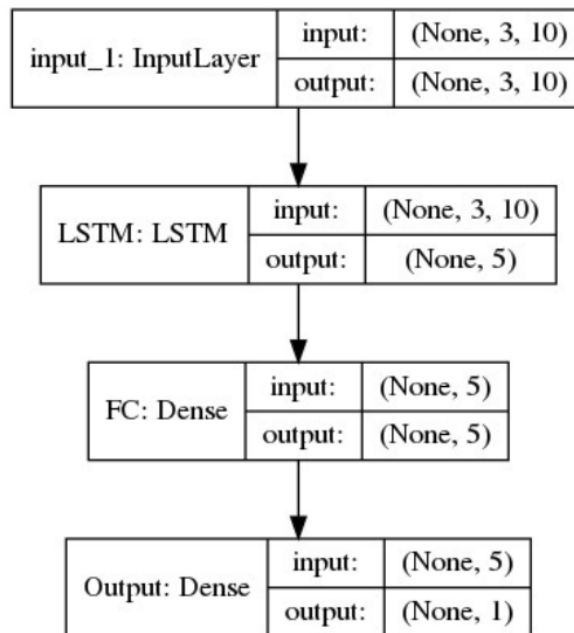 input_1: InputLayer
input: (None, 3, 10)
output: (None, 3, 10)
LSTM: LSTM
input: (None, 3, 10)
output: (None, 5)
FC: Dense
input: (None, 5)
output: (None, 5)
Output: Dense
input: (None, 5)
output: (None, 1)